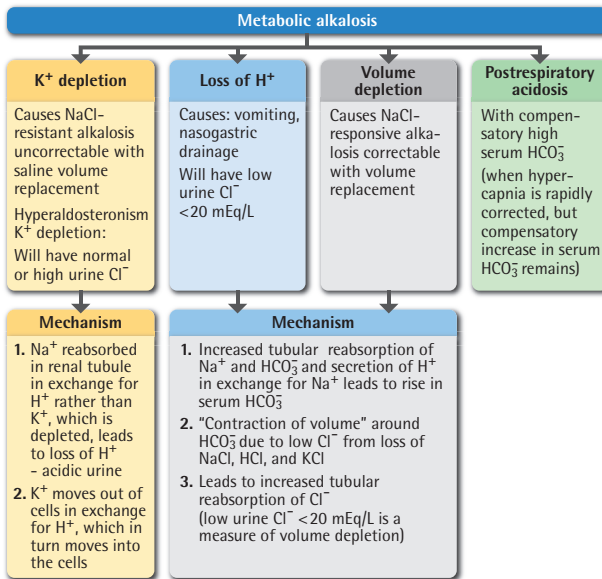 Metabolic alkalosis
K⁺ depletion
Causes NaCl-
resistant alkalosis
uncorrectable with
saline volume
replacement
Hyperaldosteronism
K⁺ depletion:
Will have normal
or high urine Cl⁻
Loss of H⁺
Causes: vomiting,
nasogastric
drainage
Will have low
urine Cl⁻
<20 mEq/L
Volume
depletion
Causes NaCl-
responsive alka-
losis correctable
with volume
replacement
Postrespiratory
acidosis
With compen-
satory high
serum HCO₃⁻
(when hyper-
capnia is rapidly
corrected, but
compensatory
increase in serum
HCO₃⁻ remains)
Mechanism
1. Na⁺ reabsorbed
in renal tubule
in exchange for
H⁺ rather than
K⁺, which is
depleted, leads
to loss of H⁺
- acidic urine
2. K⁺ moves out of
cells in exchange
for H⁺, which in
turn moves into
the cells
Mechanism
1. Increased tubular reabsorption of
Na⁺ and HCO₃⁻ and secretion of H⁺
in exchange for Na⁺ leads to rise in
serum HCO₃⁻
2. “Contraction of volume” around
HCO₃⁻ due to low Cl⁻ from loss of
NaCl, HCl, and KCl
3. Leads to increased tubular
reabsorption of Cl⁻
(low urine Cl⁻ <20 mEq/L is a
measure of volume depletion)